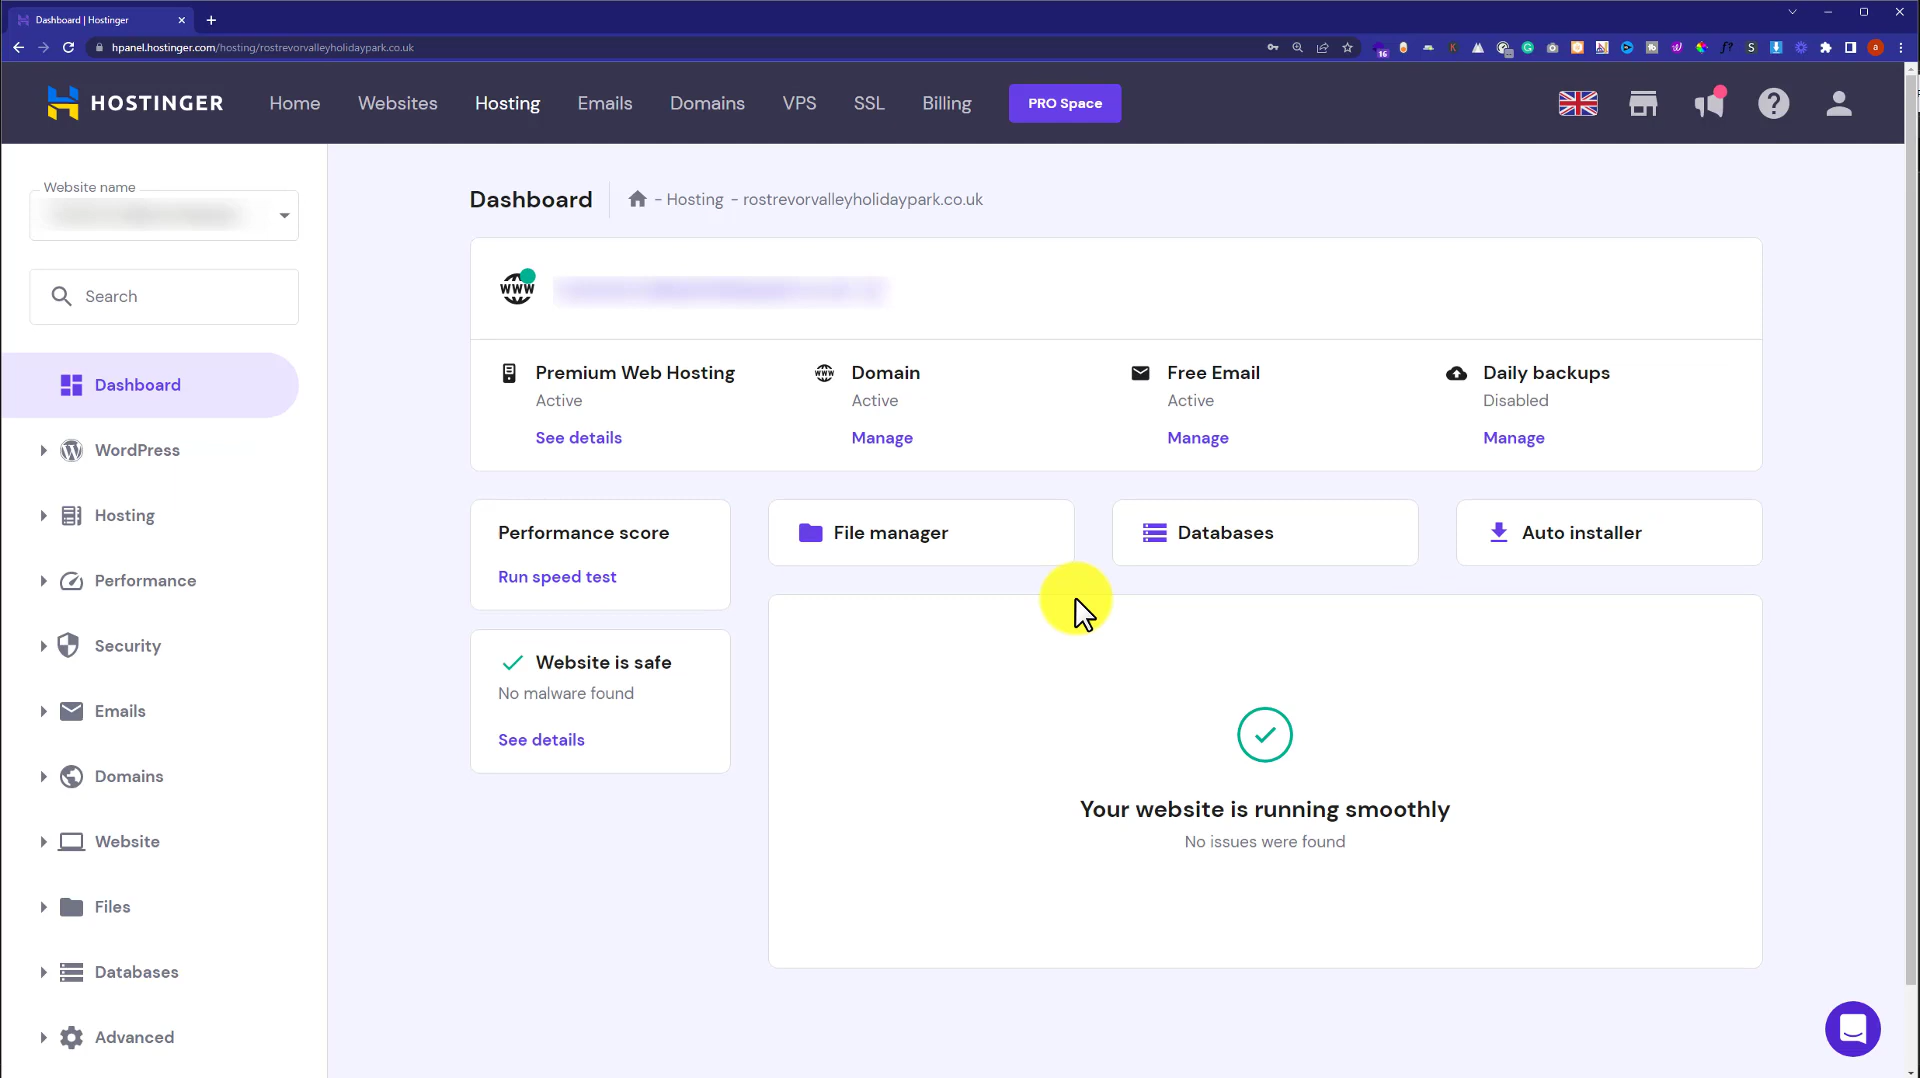 Dashboard | Hostinger
hpanel.hostinger.com/hosting/rostrevorvalleyholidaypark.co.uk
16
HOSTINGER
Home
Websites
Hosting
Emails
Domains
VPS
SSL
Billing
PRO Space
Website name
Search
Dashboard
WordPress
Hosting
Performance
Security
Emails
Domains
Website
Files
Databases
Advanced
Dashboard
- Hosting - rostrevorvalleyholidaypark.co.uk
www
Premium Web Hosting
Active
See details
Domain
Active
Manage
Free Email
Active
Manage
Daily backups
Disabled
Manage
Performance score
Run speed test
File manager
Databases
Auto installer
Website is safe
No malware found
See details
Your website is running smoothly
No issues were found